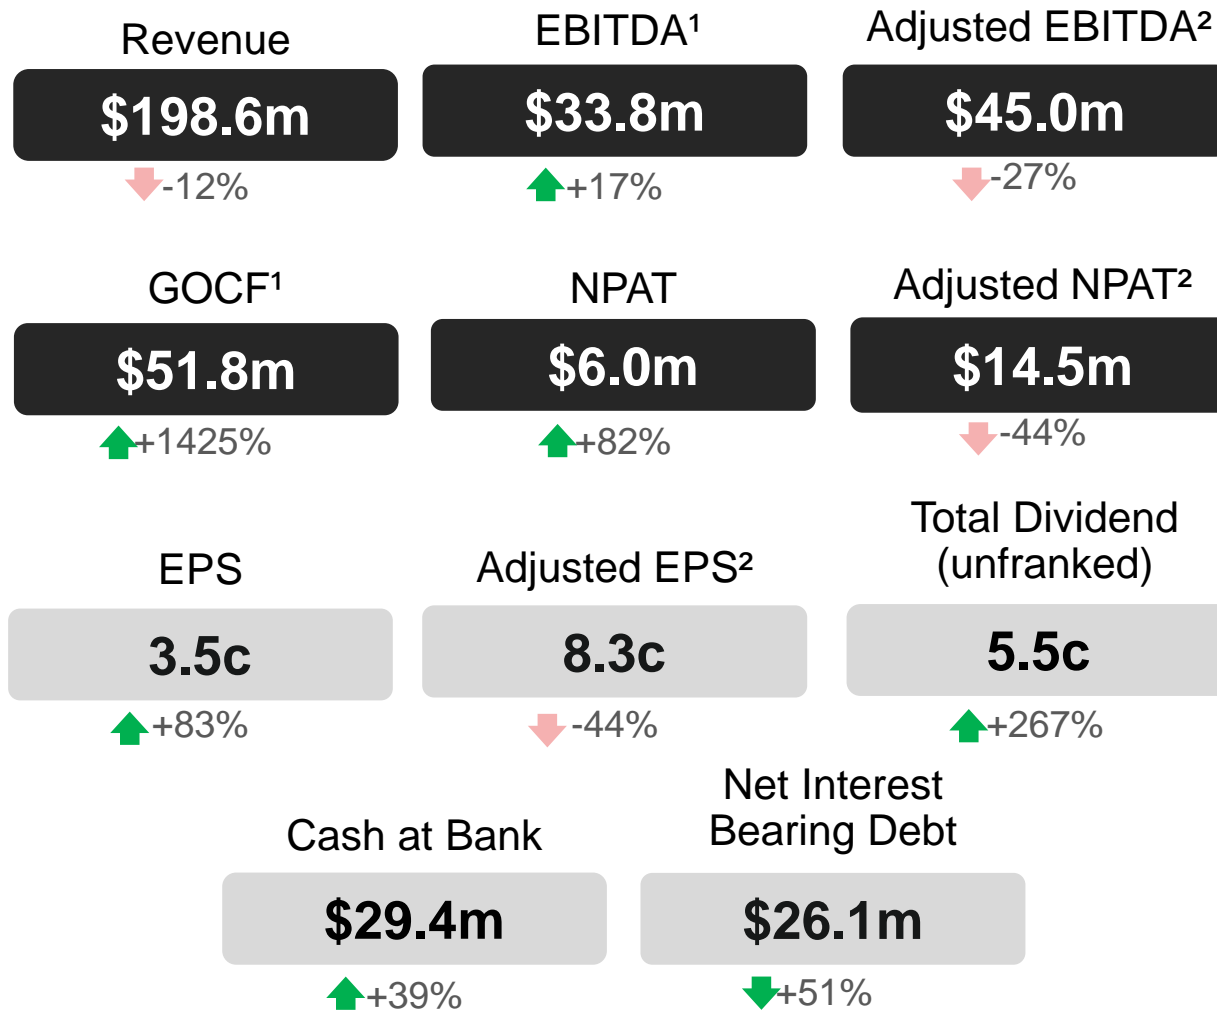 Revenue
EBITDA¹
Adjusted EBITDA²
$198.6m
$33.8m
$45.0m
-12%
+17%
-27%
GOCF¹
NPAT
Adjusted NPAT²
$51.8m
$6.0m
$14.5m
+1425%
+82%
-44%
EPS
Adjusted EPS²
Total Dividend
(unfranked)
3.5c
8.3c
5.5c
+83%
-44%
+267%
Cash at Bank
Net Interest
Bearing Debt
$29.4m
$26.1m
+39%
+51%